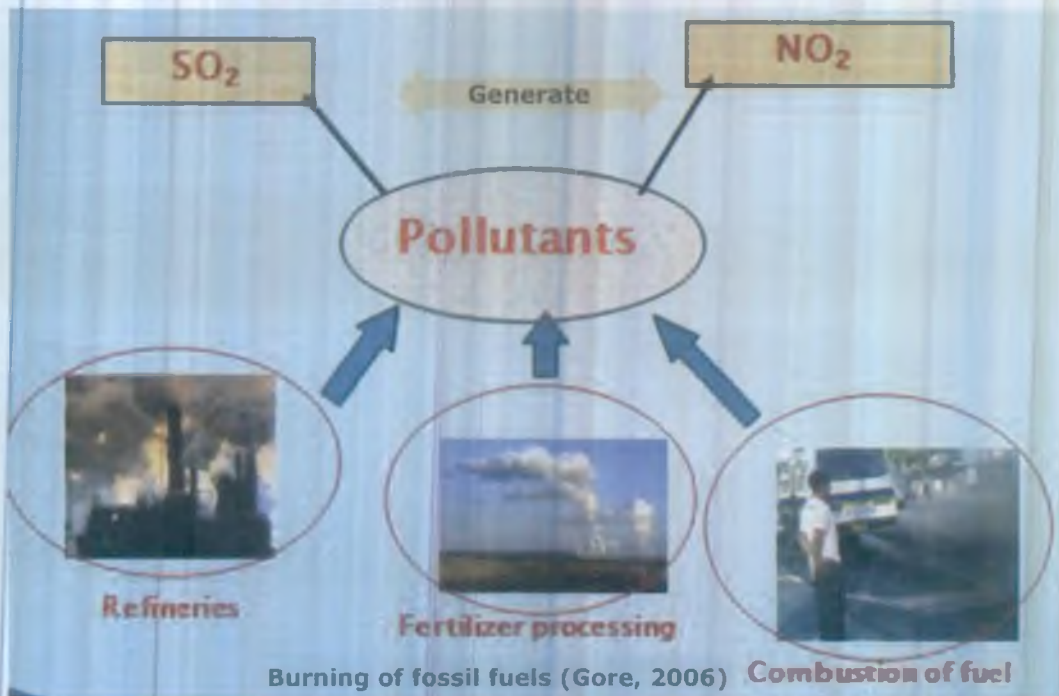 SO₂
NO₂
Generate
Pollutants
Refineries
Fertilizer processing
Combustion of fuel
Burning of fossil fuels (Gore, 2006)